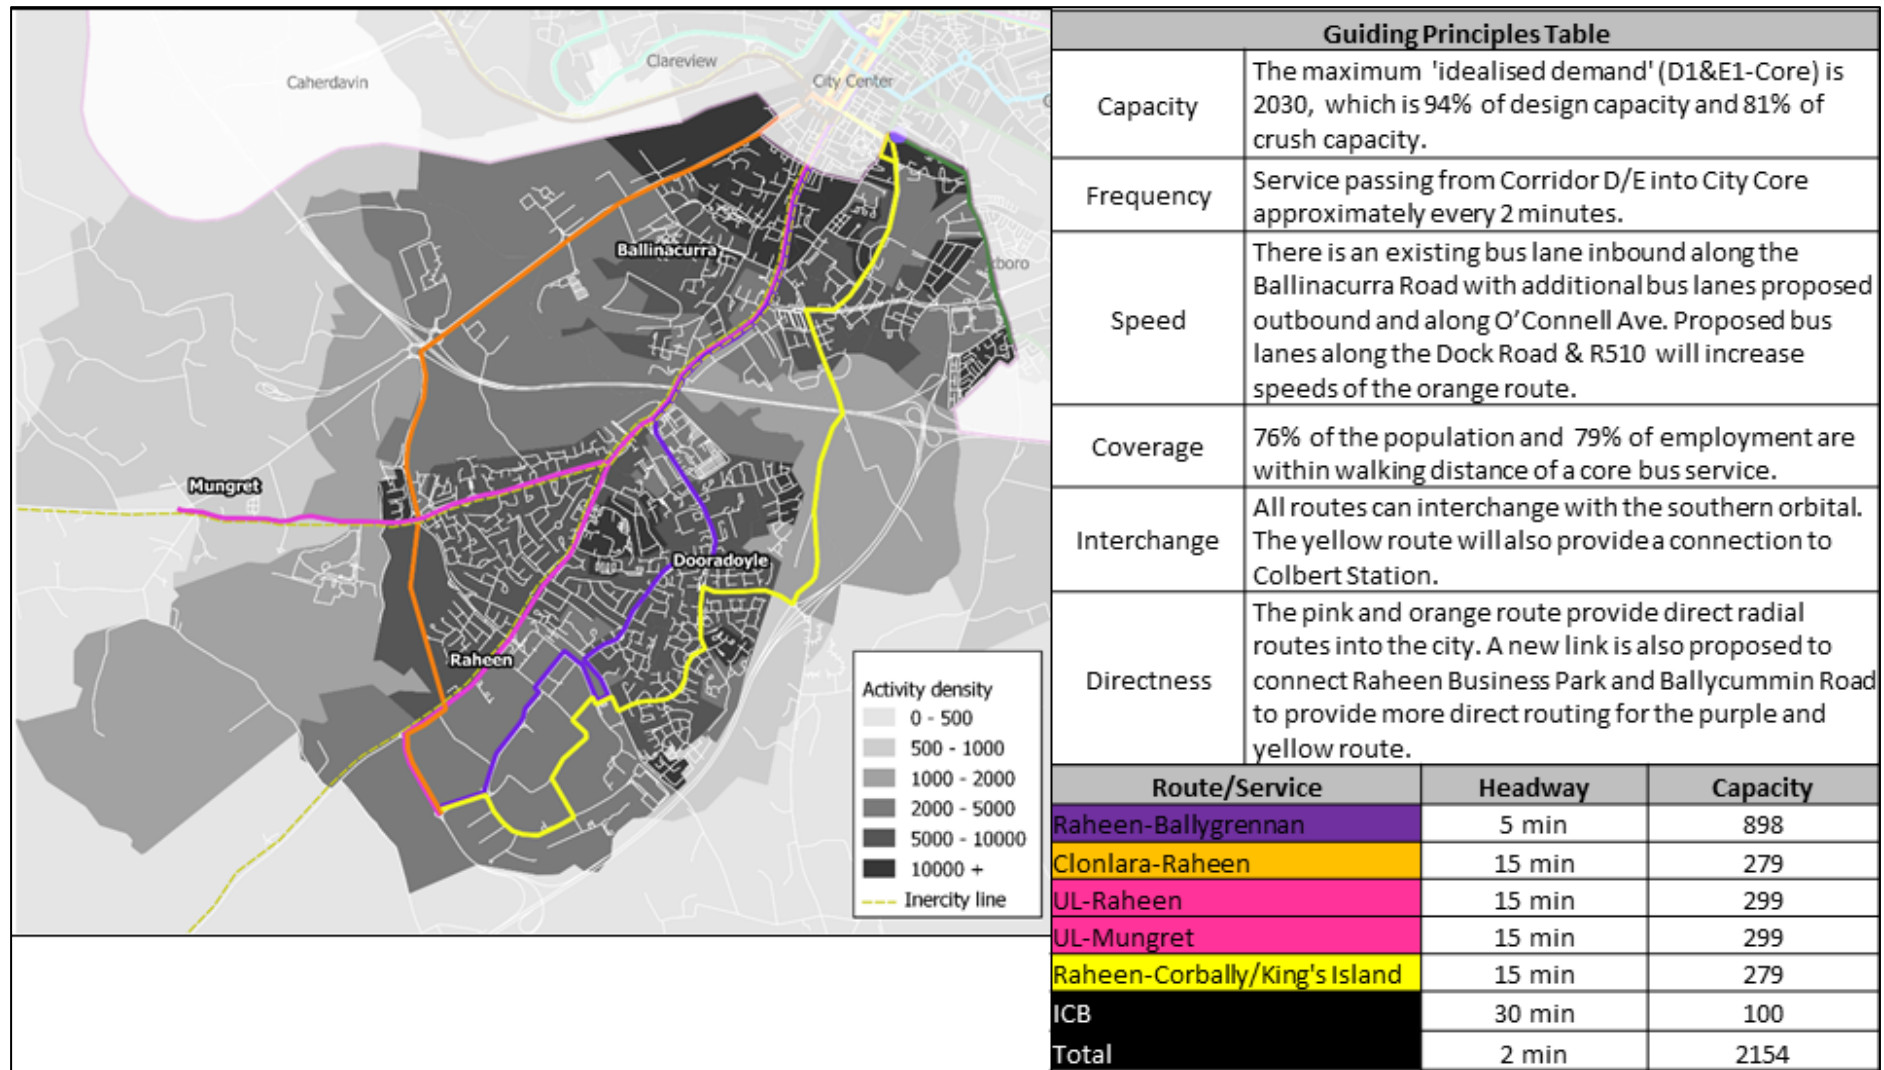 Caherdavin
Clareview
City Center
Ballinacurra
Mungret
Dooradoyle
Raheen
Activity density
0 - 500
500 - 1000
1000 - 2000
2000 - 5000
5000 - 10000
10000 +
Inercity line
Guiding Principles Table
Capacity
The maximum 'idealised demand' (D1&E1-Core) is
2030, which is 94% of design capacity and 81% of
crush capacity.
Frequency
Service passing from Corridor D/E into City Core
approximately every 2 minutes.
Speed
There is an existing bus lane inbound along the
Ballinacurra Road with additional bus lanes proposed
outbound and along O'Connell Ave. Proposed bus
lanes along the Dock Road & R510 will increase
speeds of the orange route.
Coverage
76% of the population and 79% of employment are
within walking distance of a core bus service.
Interchange
All routes can interchange with the southern orbital.
The yellow route will also provide a connection to
Colbert Station.
Directness
The pink and orange route provide direct radial
routes into the city. A new link is also proposed to
connect Raheen Business Park and Ballycummin Road
to provide more direct routing for the purple and
yellow route.
Route/Service Headway Capacity
Raheen-Ballygrennan 5 min 898
Clonlara-Raheen 15 min 279
UL-Raheen 15 min 299
UL-Mungret 15 min 299
Raheen-Corbally/King's Island 15 min 279
ICB 30 min 100
Total 2 min 2154